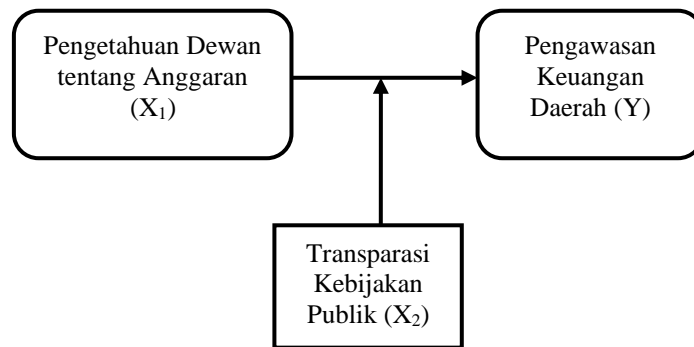 Pengetahuan Dewan
tentang Anggaran
(X₁)
Pengawasan
Keuangan
Daerah (Y)
Transparasi
Kebijakan
Publik (X₂)